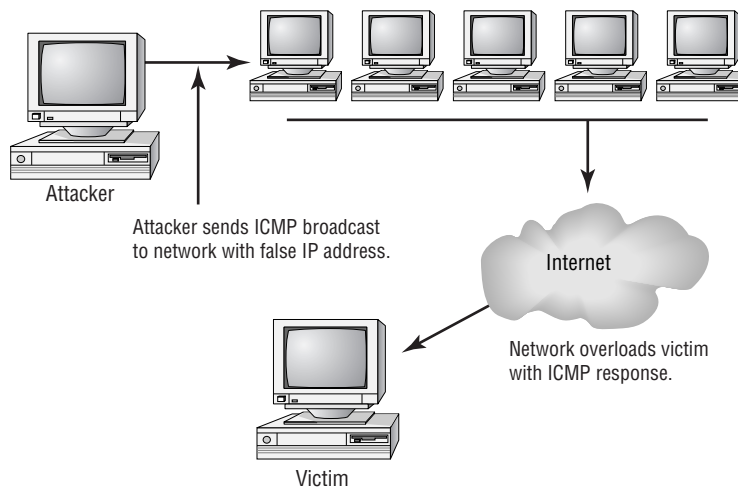 Attacker
Attacker sends ICMP broadcast
to network with false IP address.
Internet
Network overloads victim
with ICMP response.
Victim